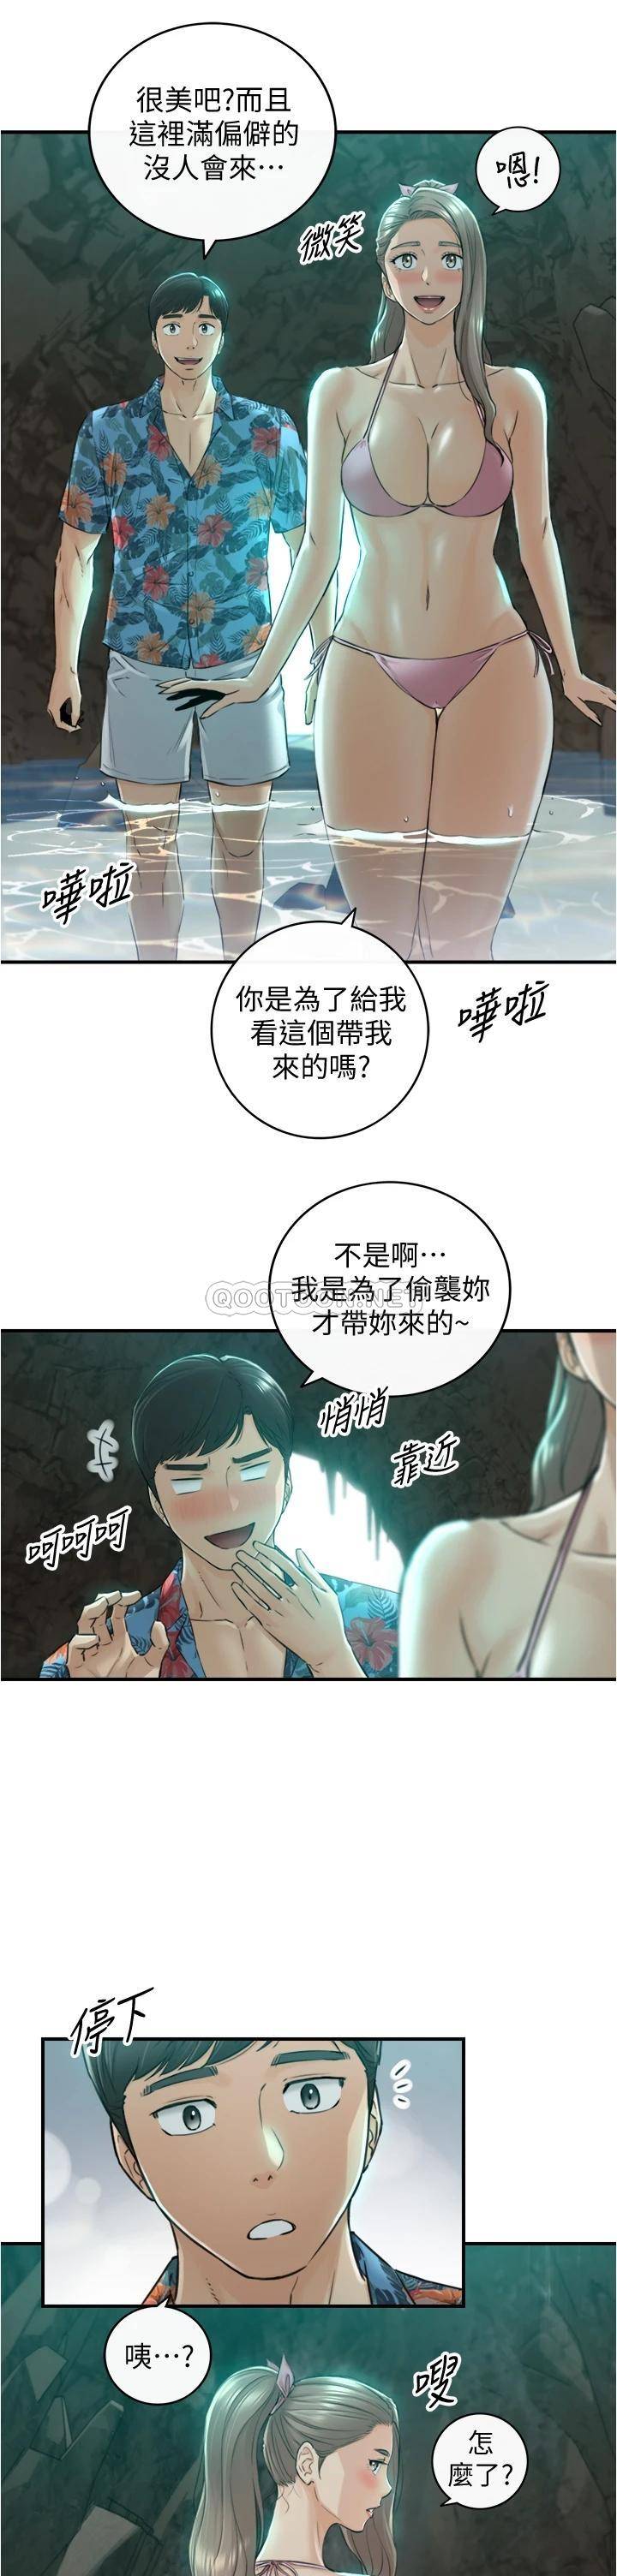 很美吧?而且
這裡滿偏僻的
沒人會來…
嗯!
微笑
嘩啦
你是為了給我
看這個帶我
來的嗎?
嘩啦
不是啊…
我是為了偷襲妳
才帶妳來的~
QOOTOON.NET
悄悄
靠近
呵呵呵
停下
咦…?
嗖
怎
麼了?